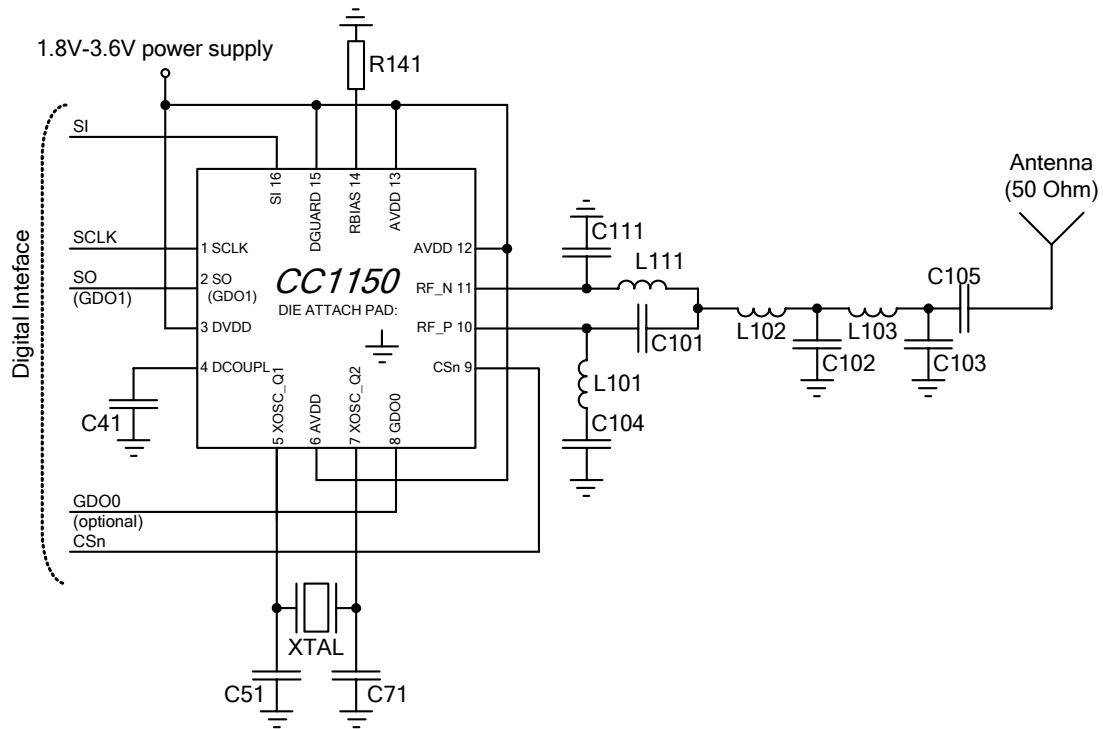 1.8V-3.6V power supply
R141
SI
SI 16
DGUARD 15
RBIAS 14
AVDD 13
Antenna
(50 Ohm)
Digital Inteface
SCLK
1 SCLK
AVDD 12
C111
L111
C105
SO
(GDO1)
2 SO
(GDO1)
CC1150
DIE ATTACH PAD:
RF_N 11
3 DVDD
RF_P 10
C101
L102
L103
C102
C103
4 DCOUPL
CSn 9
L101
C104
C41
5 XOSC_Q1
6 AVDD
7 XOSC_Q2
8 GDO0
GDO0
(optional)
CSn
XTAL
C51
C71